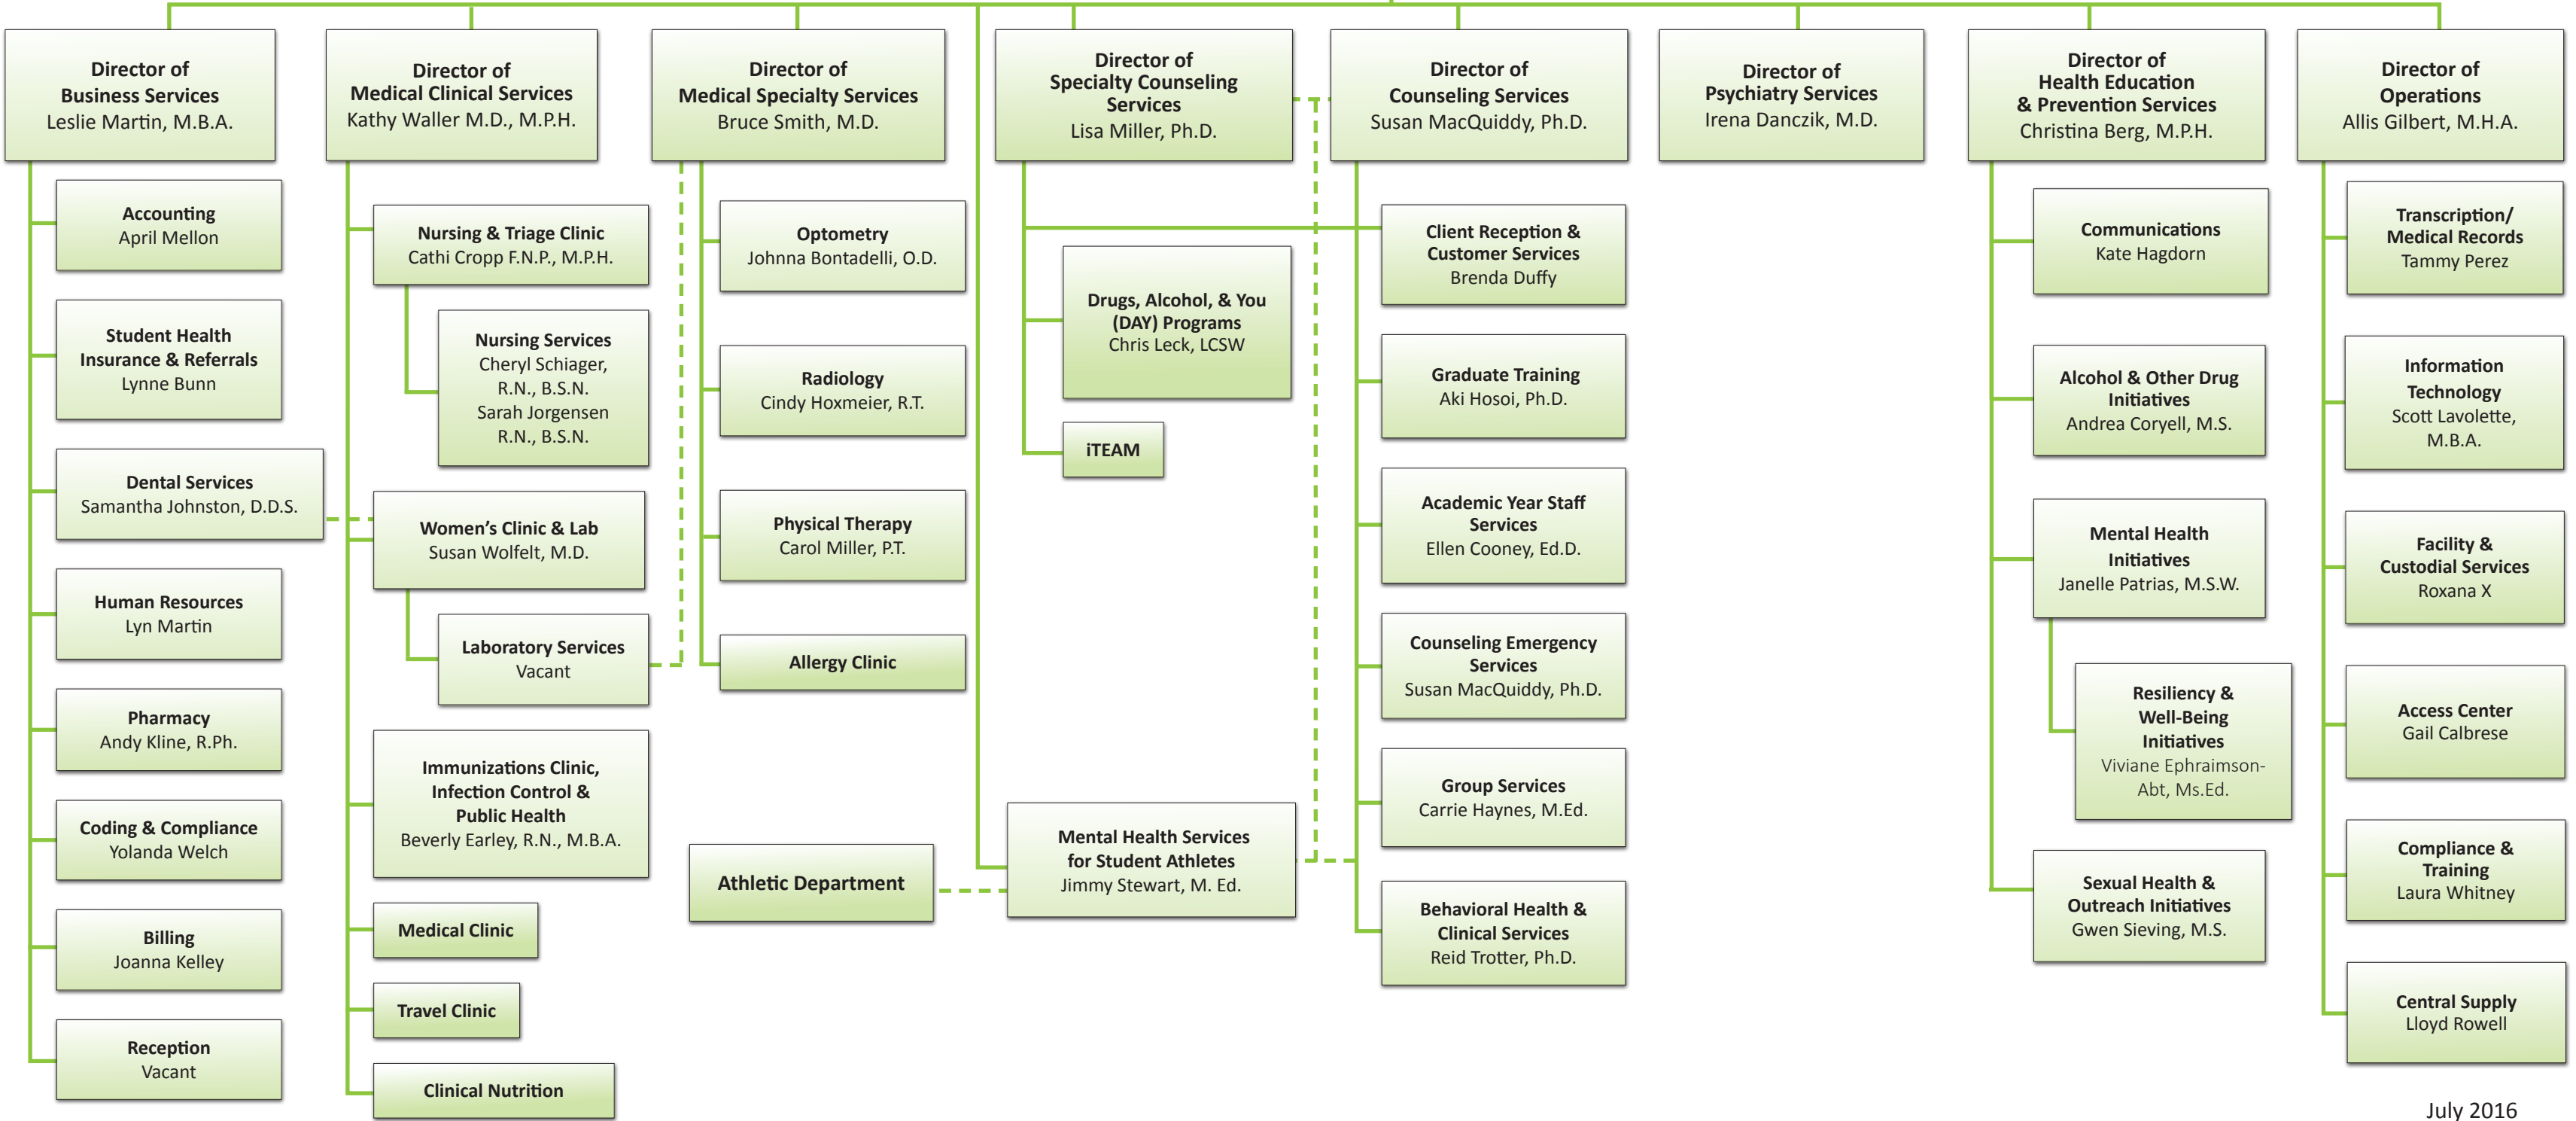 Director of
Business Services
Leslie Martin, M.B.A.
Accounting
April Mellon
Student Health
Insurance & Referrals
Lynne Bunn
Dental Services
Samantha Johnston, D.D.S.
Human Resources
Lyn Martin
Pharmacy
Andy Kline, R.Ph.
Coding & Compliance
Yolanda Welch
Billing
Joanna Kelley
Reception
Vacant
Director of
Medical Clinical Services
Kathy Waller M.D., M.P.H.
Nursing & Triage Clinic
Cathi Cropp F.N.P., M.P.H.
Nursing Services
Cheryl Schiager,
R.N., B.S.N.
Sarah Jorgensen
R.N., B.S.N.
Women’s Clinic & Lab
Susan Wolfelt, M.D.
Laboratory Services
Vacant
Immunizations Clinic,
Infection Control &
Public Health
Beverly Earley, R.N., M.B.A.
Medical Clinic
Travel Clinic
Clinical Nutrition
Director of
Medical Specialty Services
Bruce Smith, M.D.
Optometry
Johnna Bontadelli, O.D.
Radiology
Cindy Hoxmeier, R.T.
Physical Therapy
Carol Miller, P.T.
Allergy Clinic
Athletic Department
Director of
Specialty Counseling
Services
Lisa Miller, Ph.D.
Drugs, Alcohol, & You
(DAY) Programs
Chris Leck, LCSW
iTEAM
Mental Health Services
for Student Athletes
Jimmy Stewart, M. Ed.
Director of
Counseling Services
Susan MacQuiddy, Ph.D.
Client Reception &
Customer Services
Brenda Duffy
Graduate Training
Aki Hosoi, Ph.D.
Academic Year Staff
Services
Ellen Cooney, Ed.D.
Counseling Emergency
Services
Susan MacQuiddy, Ph.D.
Group Services
Carrie Haynes, M.Ed.
Behavioral Health &
Clinical Services
Reid Trotter, Ph.D.
Director of
Psychiatry Services
Irena Danczik, M.D.
Director of
Health Education
& Prevention Services
Christina Berg, M.P.H.
Communications
Kate Hagdorn
Alcohol & Other Drug
Initiatives
Andrea Coryell, M.S.
Mental Health
Initiatives
Janelle Patrias, M.S.W.
Resiliency &
Well-Being
Initiatives
Viviane Ephraimson-
Abt, Ms.Ed.
Sexual Health &
Outreach Initiatives
Gwen Sieving, M.S.
Director of
Operations
Allis Gilbert, M.H.A.
Transcription/
Medical Records
Tammy Perez
Information
Technology
Scott Lavolette,
M.B.A.
Facility &
Custodial Services
Roxana X
Access Center
Gail Calbrese
Compliance &
Training
Laura Whitney
Central Supply
Lloyd Rowell
July 2016